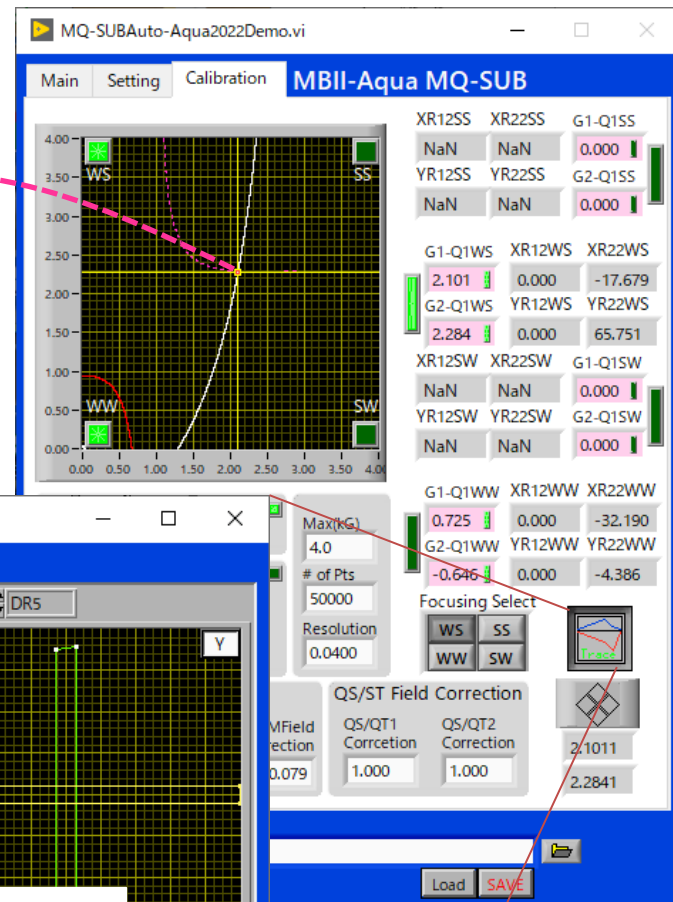 MQ-SUBAuto-Aqua2022Demo.vi
Main Setting Calibration MBII-Aqua MQ-SUB
XR12SS XR22SS G1-Q1SS
NaN NaN 0.000
YR12SS YR22SS G2-Q1SS
NaN NaN 0.000
4.00
3.50
3.00
2.50
2.00
1.50
1.00
0.50
0.00
WS SS
WW SW
0.00 0.50 1.00 1.50 2.00 2.50 3.00 3.50 4.0
G1-Q1WS XR12WS XR22WS
2.101 0.000 -17.679
G2-Q1WS YR12WS YR22WS
2.284 0.000 65.751
XR12SW XR22SW G1-Q1SW
NaN NaN 0.000
YR12SW YR22SW G2-Q1SW
NaN NaN 0.000
G1-Q1WW XR12WW XR22WW
0.725 0.000 -32.190
G2-Q1WW YR12WW YR22WW
-0.646 0.000 -4.386
Max(kG)
4.0
# of Pts
50000
Resolution
0.0400
Focusing Select
WS SS
WW SW
Trace
DR5
Y
QS/ST Field Correction
MField
rection
0.079
QS/QT1
Corrcetion
1.000
QS/QT2
Correction
1.000
2.1011
2.2841
Load SAVE